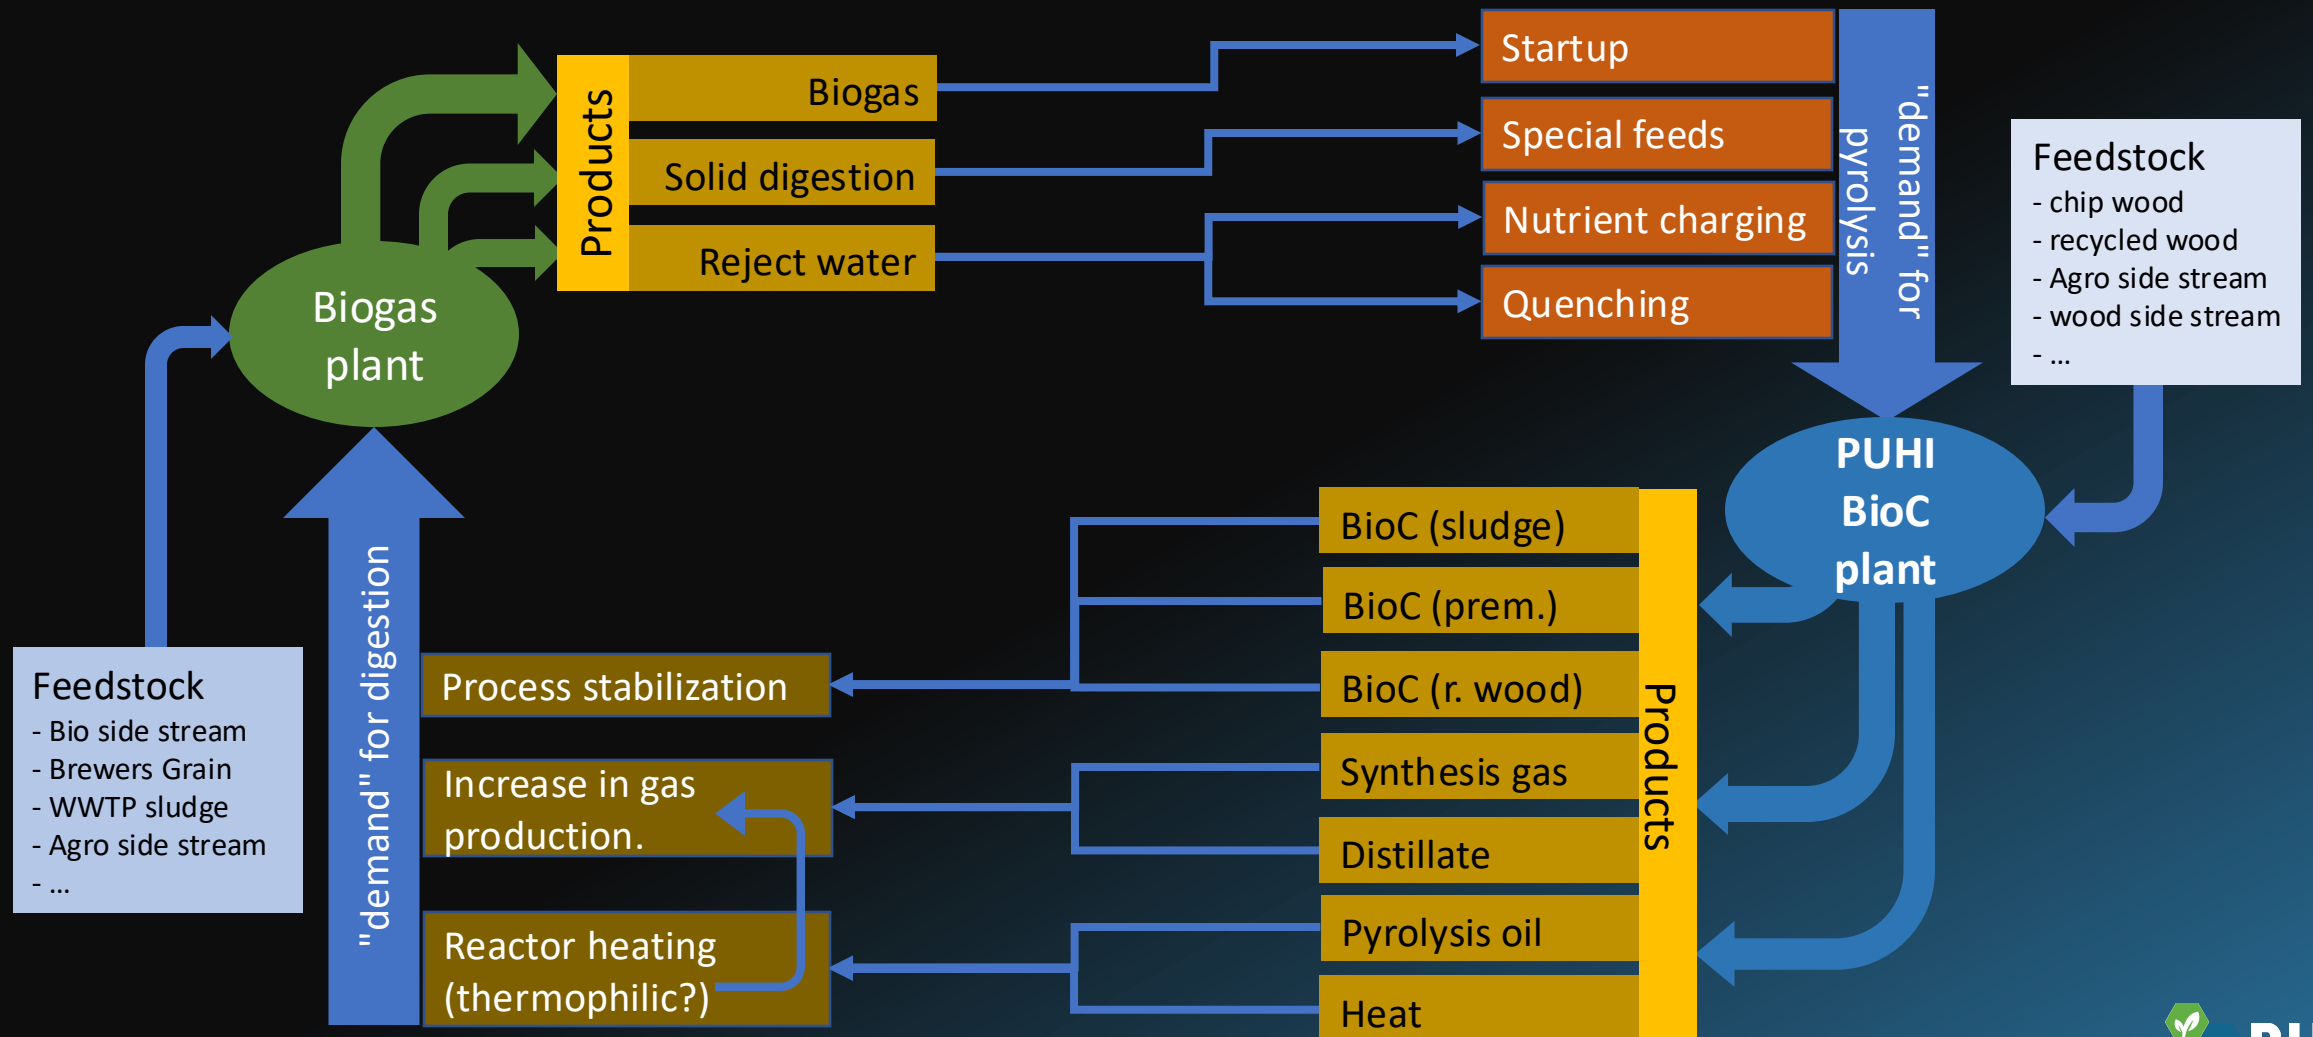 Products
Biogas
Solid digestion
Reject water
Startup
Special feeds
Nutrient charging
Quenching
"demand" for
pyrolysis
Feedstock
- chip wood
- recycled wood
- Agro side stream
- wood side stream
- ...
Biogas
plant
PUHI
BioC
plant
"demand" for digestion
Feedstock
- Bio side stream
- Brewers Grain
- WWTP sludge
- Agro side stream
- ...
Process stabilization
Increase in gas
production.
Reactor heating
(thermophilic?)
BioC (sludge)
BioC (prem.)
BioC (r. wood)
Synthesis gas
Distillate
Pyrolysis oil
Heat
Products